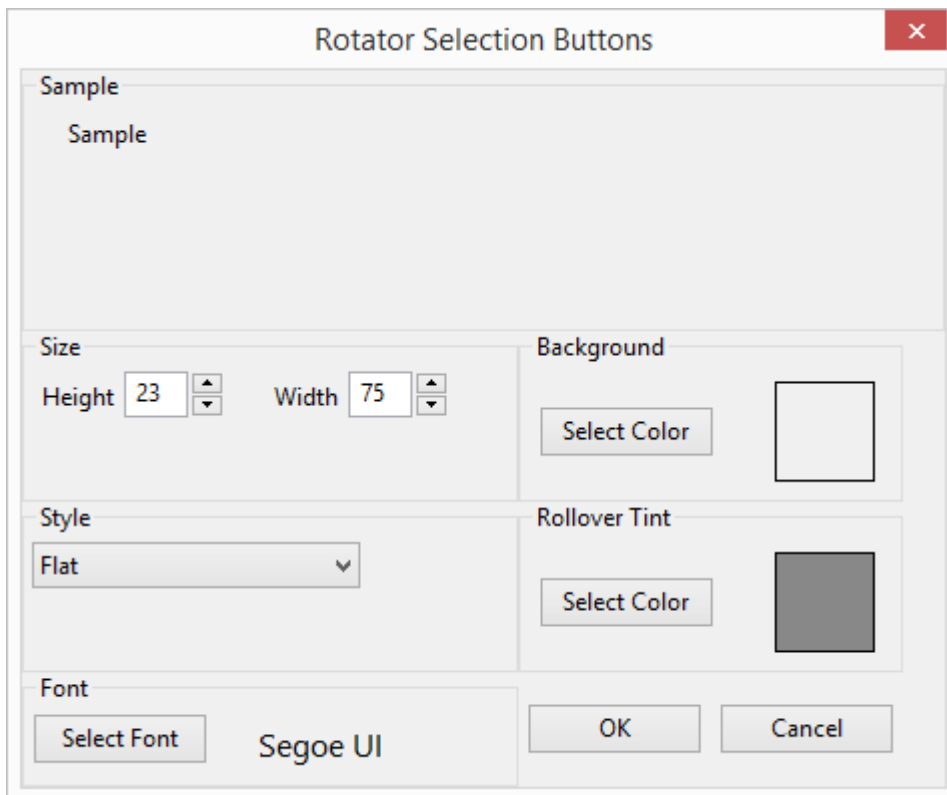 Rotator Selection Buttons
Sample
Sample
Size
Height 23 Width 75
Background
Select Color
Style
Flat
Rollover Tint
Select Color
Font
Select Font Segoe UI
OK Cancel